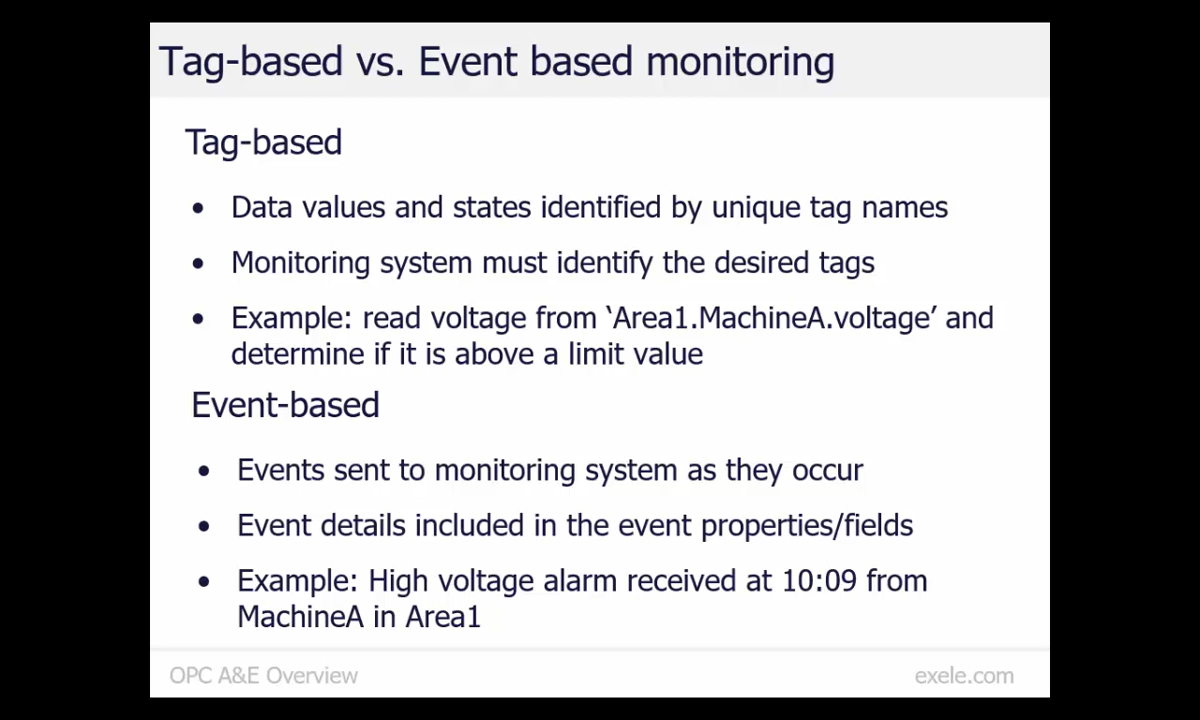 Tag-based vs. Event based monitoring
Tag-based
• Data values and states identified by unique tag names
• Monitoring system must identify the desired tags
• Example: read voltage from ‘Area1.MachineA.voltage’ and
determine if it is above a limit value
Event-based
• Events sent to monitoring system as they occur
• Event details included in the event properties/fields
• Example: High voltage alarm received at 10:09 from
MachineA in Area1
OPC A&E Overview
exele.com